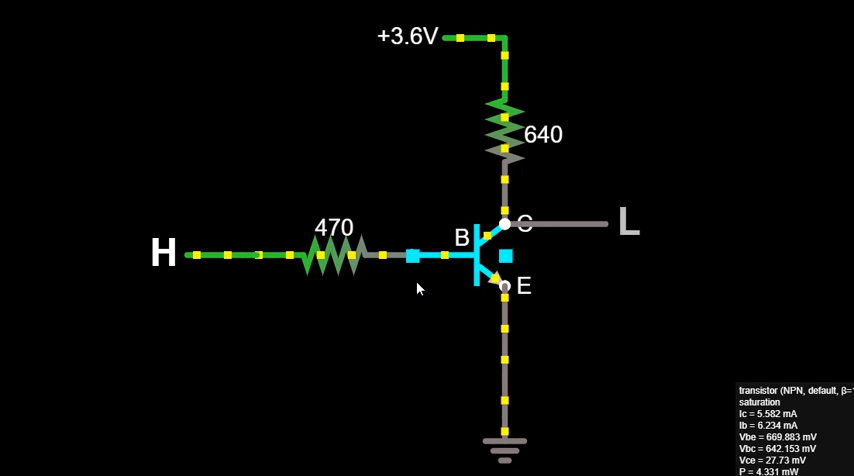 +3.6V
640
470
H
B
C
L
E
transistor (NPN, default, β=1
saturation
Ic = 5.582 mA
Ib = 6.234 mA
Vbe = 669.883 mV
Vbc = 642.153 mV
Vce = 27.73 mV
P = 4.331 mW